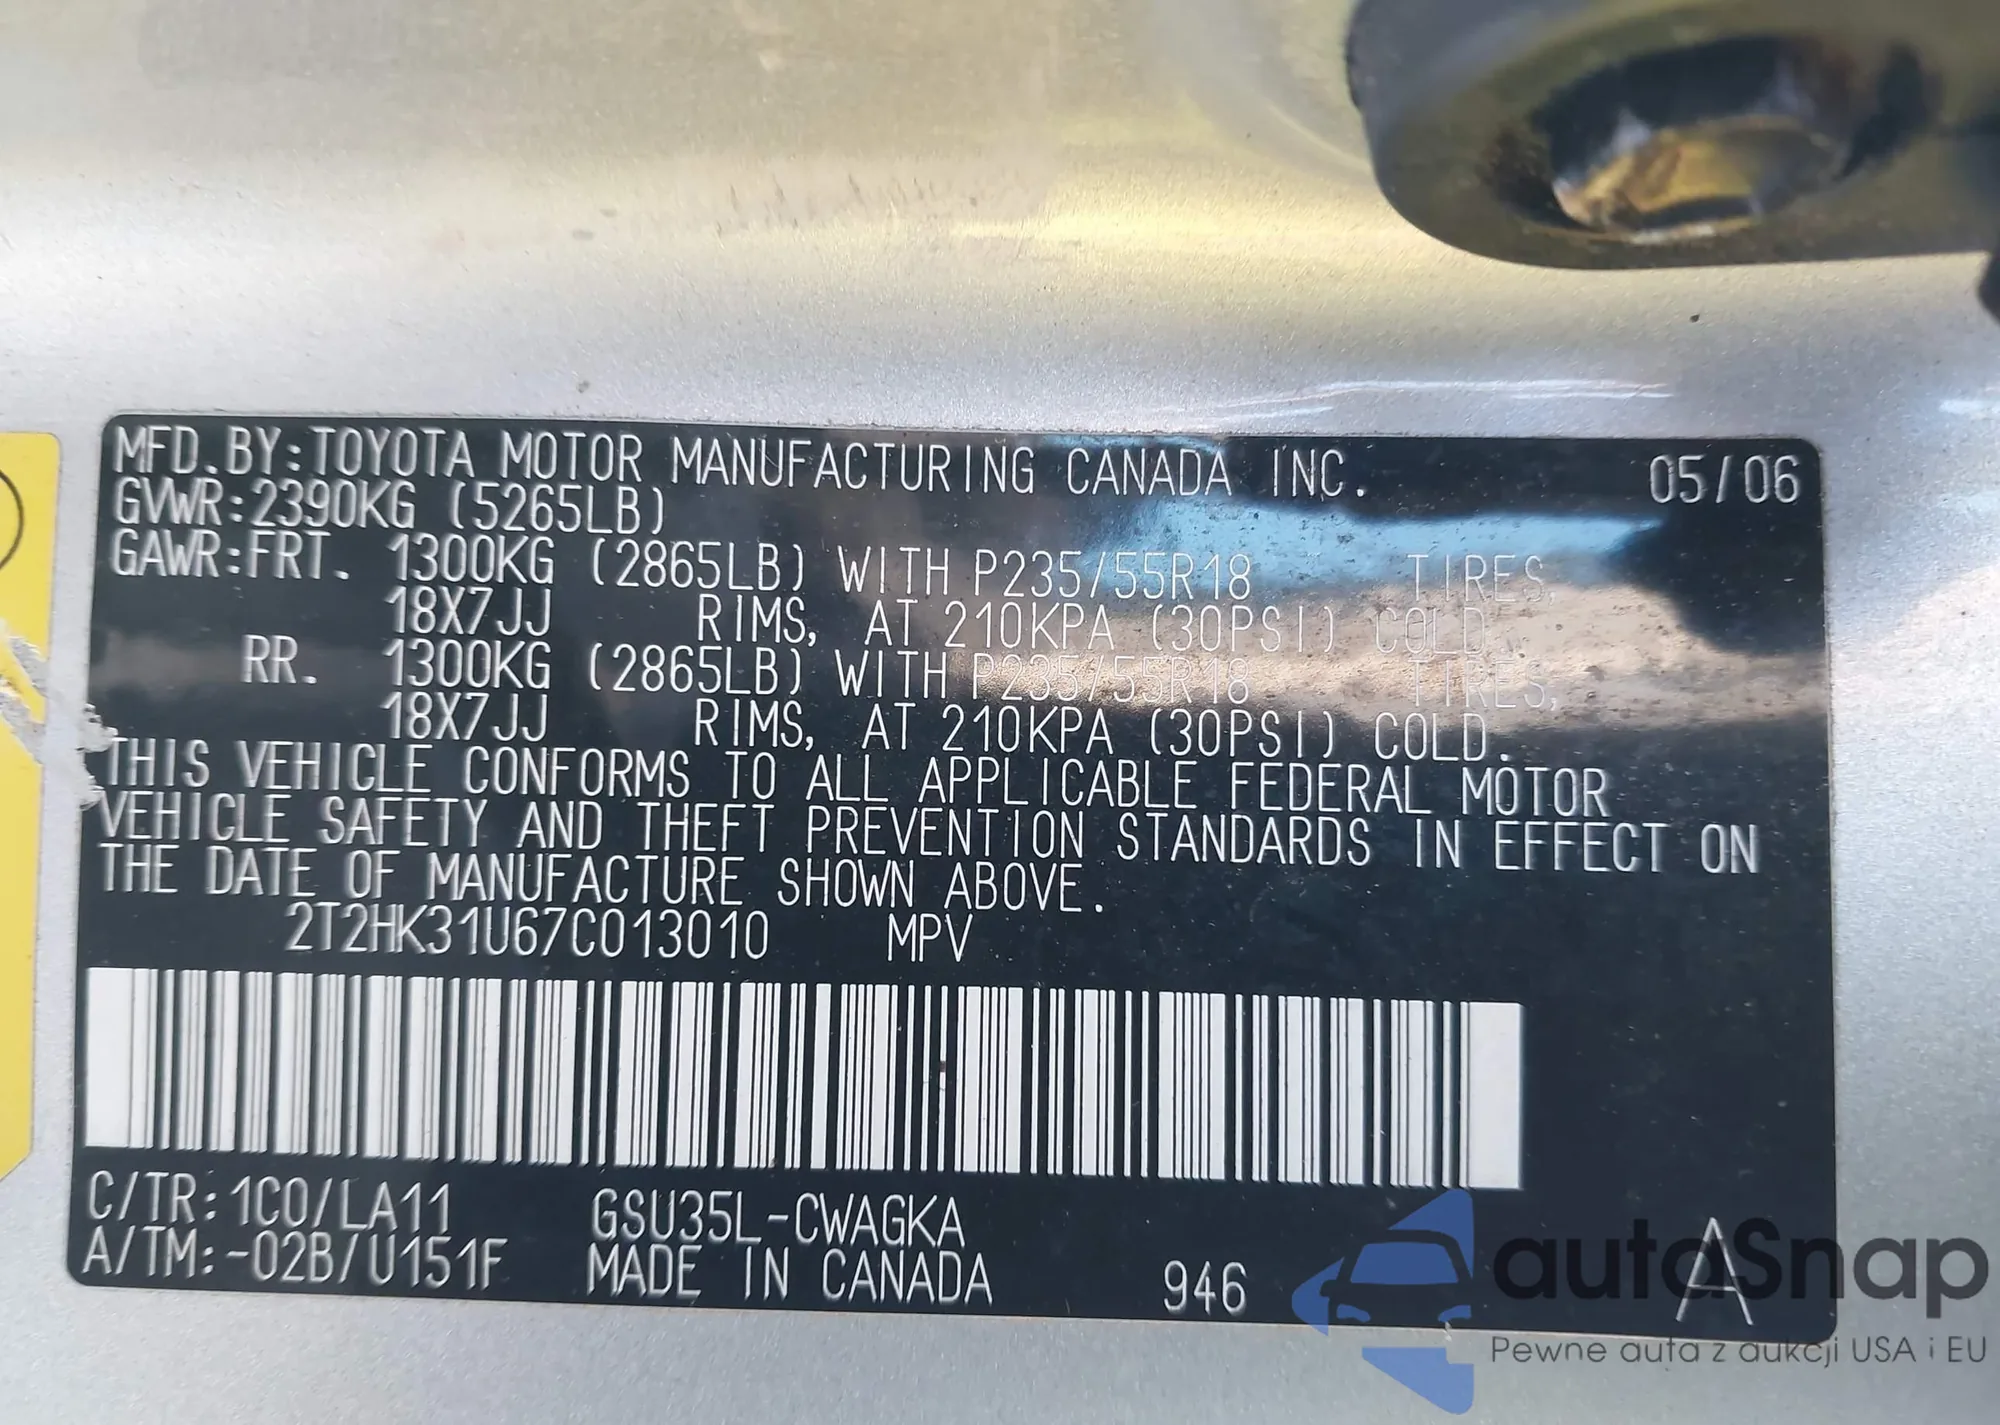 MFD.BY:TOYOTA MOTOR MANUFACTURING CANADA INC. 05/06
GVWR:2390KG (5265LB)
GAWR:FRT. 1300KG (2865LB) WITH P235/55R18 TIRES,
18X7JJ RIMS, AT 210KPA (30PSI) COLD.
RR. 1300KG (2865LB) WITH P235/55R18 TIRES,
18X7JJ RIMS, AT 210KPA (30PSI) COLD.
THIS VEHICLE CONFORMS TO ALL APPLICABLE FEDERAL MOTOR
VEHICLE SAFETY AND THEFT PREVENTION STANDARDS IN EFFECT ON
THE DATE OF MANUFACTURE SHOWN ABOVE.
2T2HK31U67C013010 MPV
C/TR:1C0/LA11 GSU35L-CWAGKA
A/TM:-02B/U151F MADE IN CANADA 946 A
autoSnap
Pewne auta z aukcji USA i EU